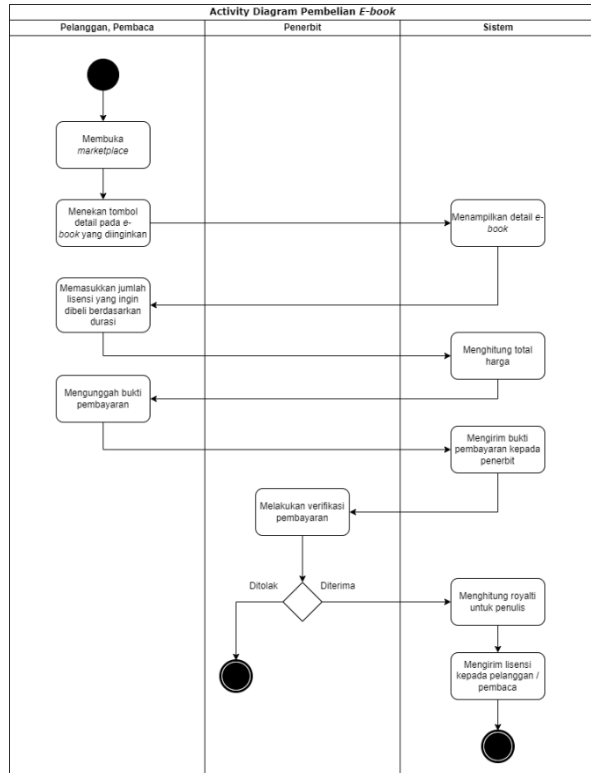 Activity Diagram Pembelian E-book
Pelanggan, Pembaca
Penerbit
Sistem
Membuka
marketplace
Menekan tombol
detail pada e-
book yang diinginkan
Menampilkan detail e-
book
Memasukkan jumlah
lisensi yang ingin
dibeli berdasarkan
durasi
Menghitung total
harga
Mengunggah bukti
pembayaran
Mengirim bukti
pembayaran kepada
penerbit
Melakukan verifikasi
pembayaran
Ditolak
Diterima
Menghitung royalti
untuk penulis
Mengirim lisensi
kepada pelanggan /
pembaca